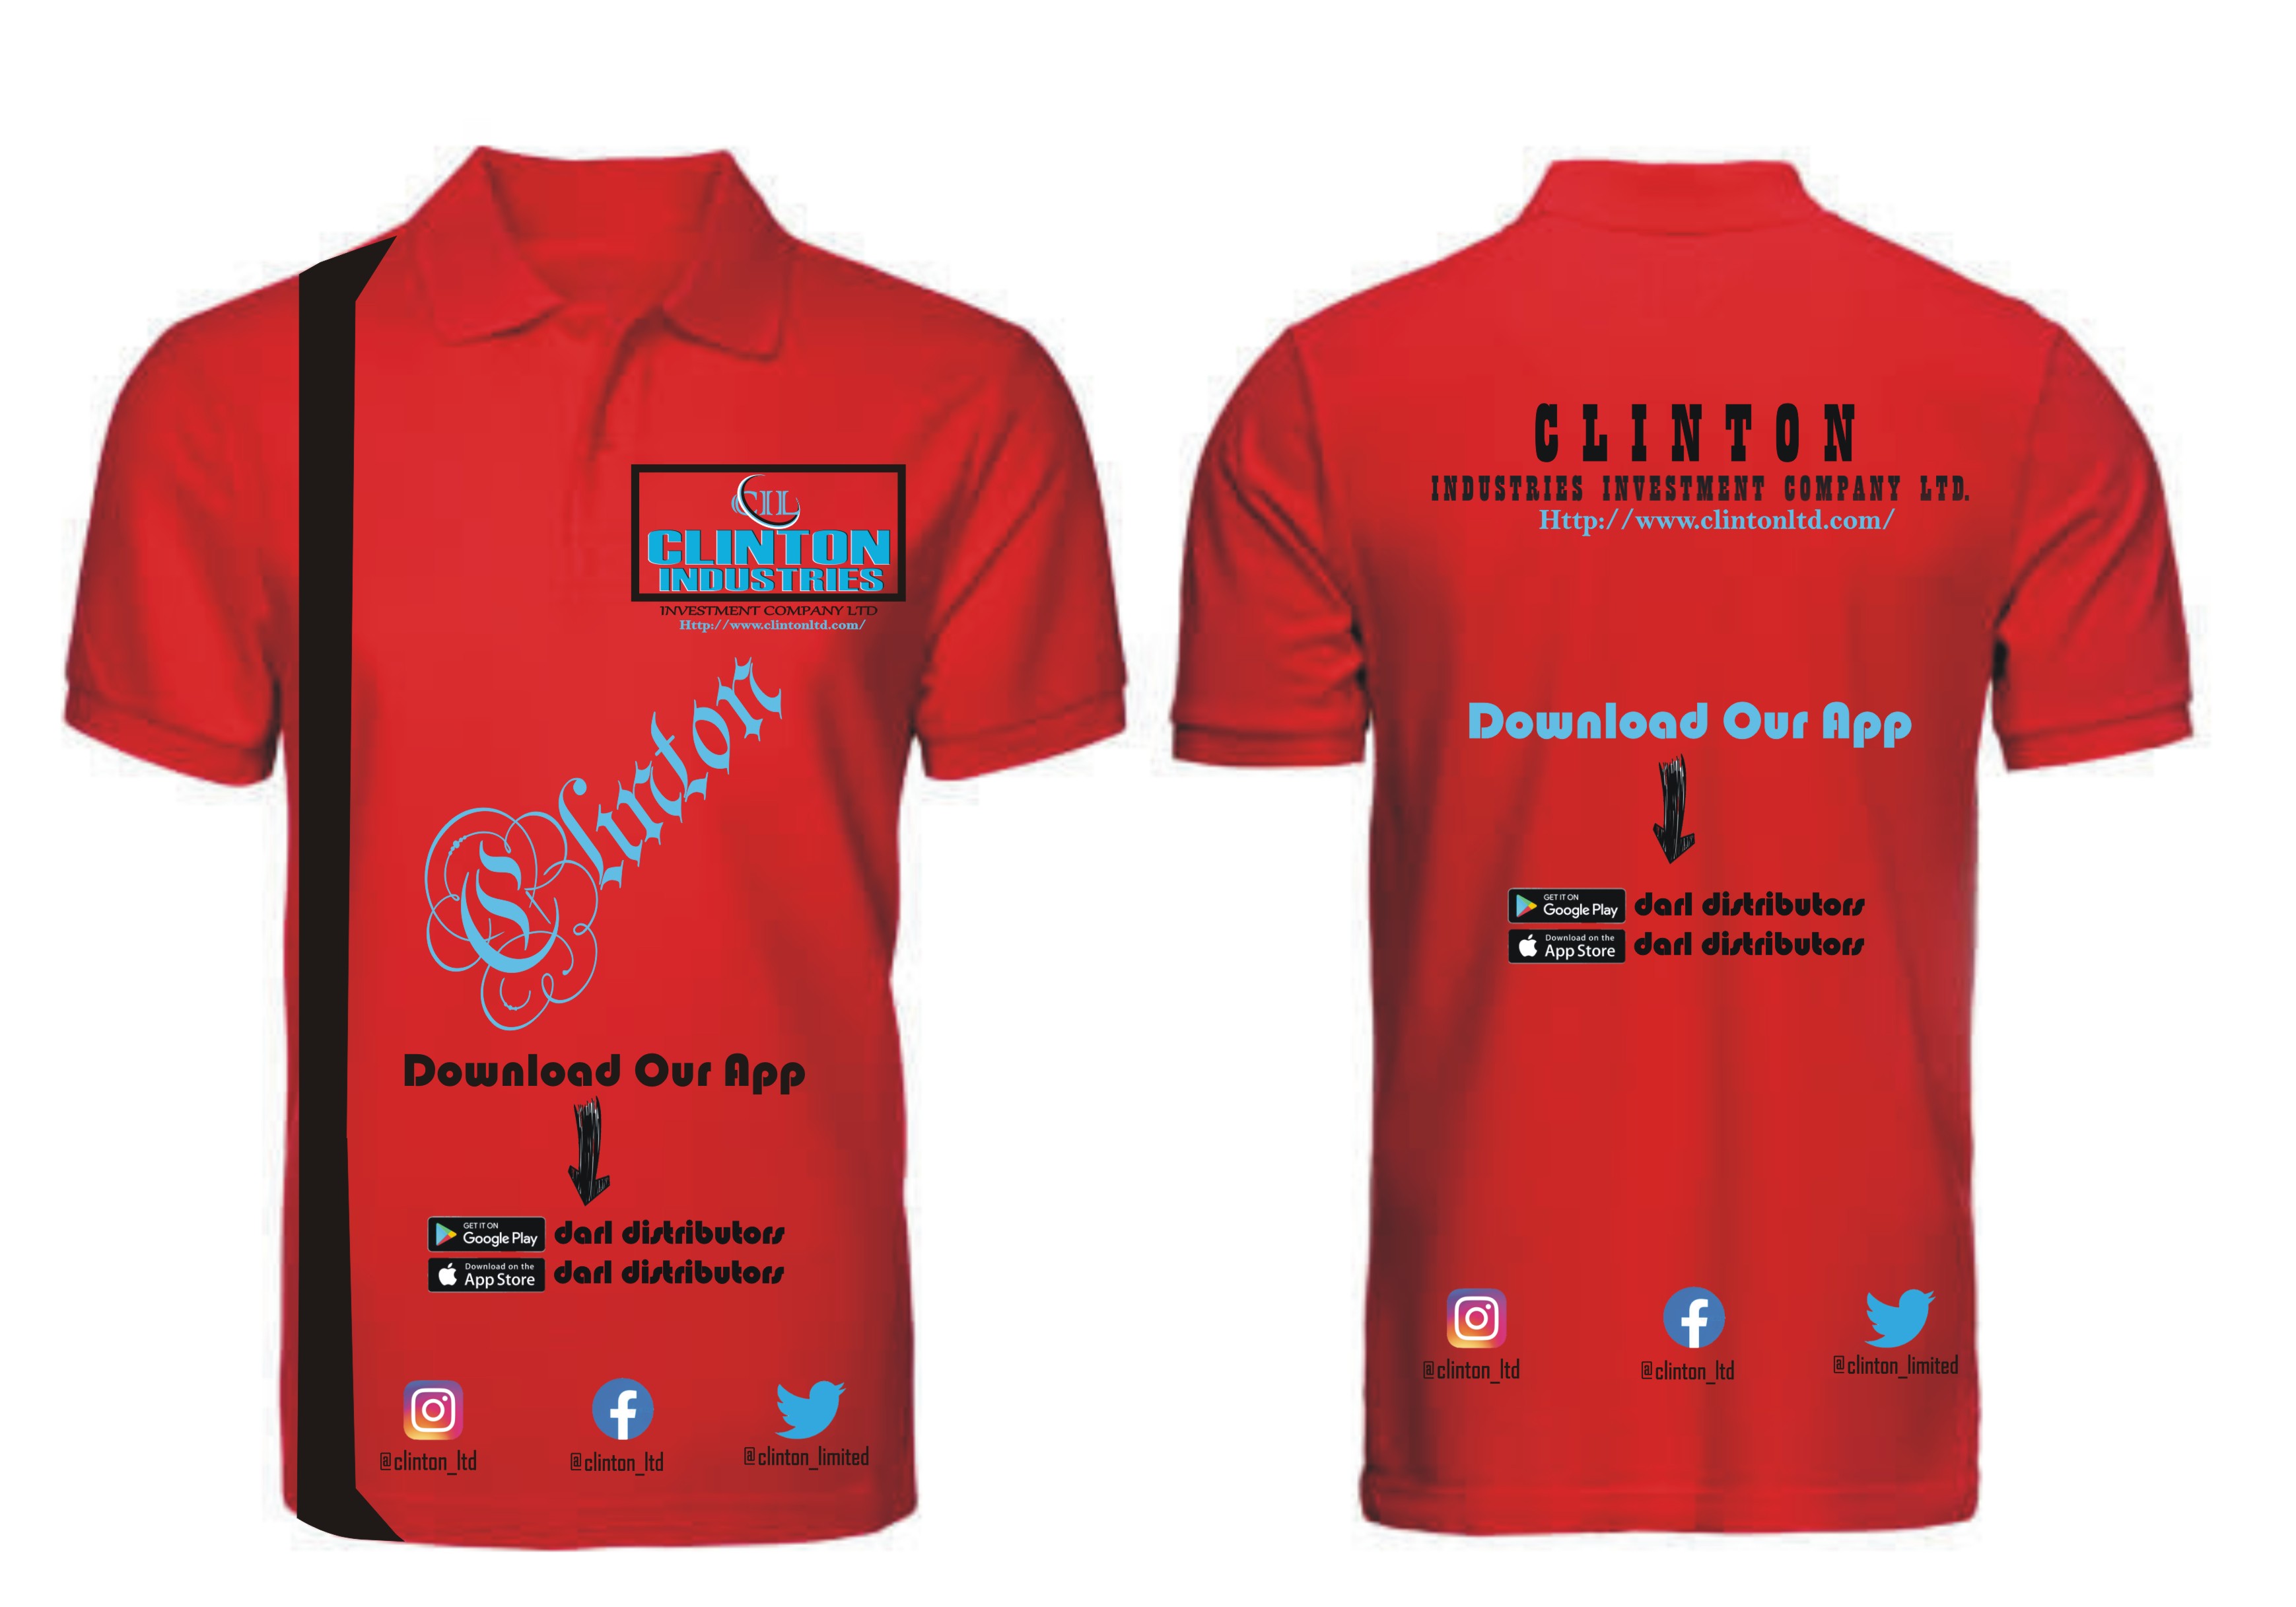 CIL
CLINTON
INDUSTRIES
INVESTMENT COMPANY LTD
Http://www.clintonltd.com/
Clinton
Download Our App
GET IT ON
Google Play
darl distributors
Download on the
App Store
darl distributors
@clinton_ltd
@clinton_ltd
@clinton_limited
CLINTON
INDUSTRIES INVESTMENT COMPANY LTD.
Http://www.clintonltd.com/
Download Our App
GET IT ON
Google Play
darl distributors
Download on the
App Store
darl distributors
@clinton_ltd
@clinton_ltd
@clinton_limited